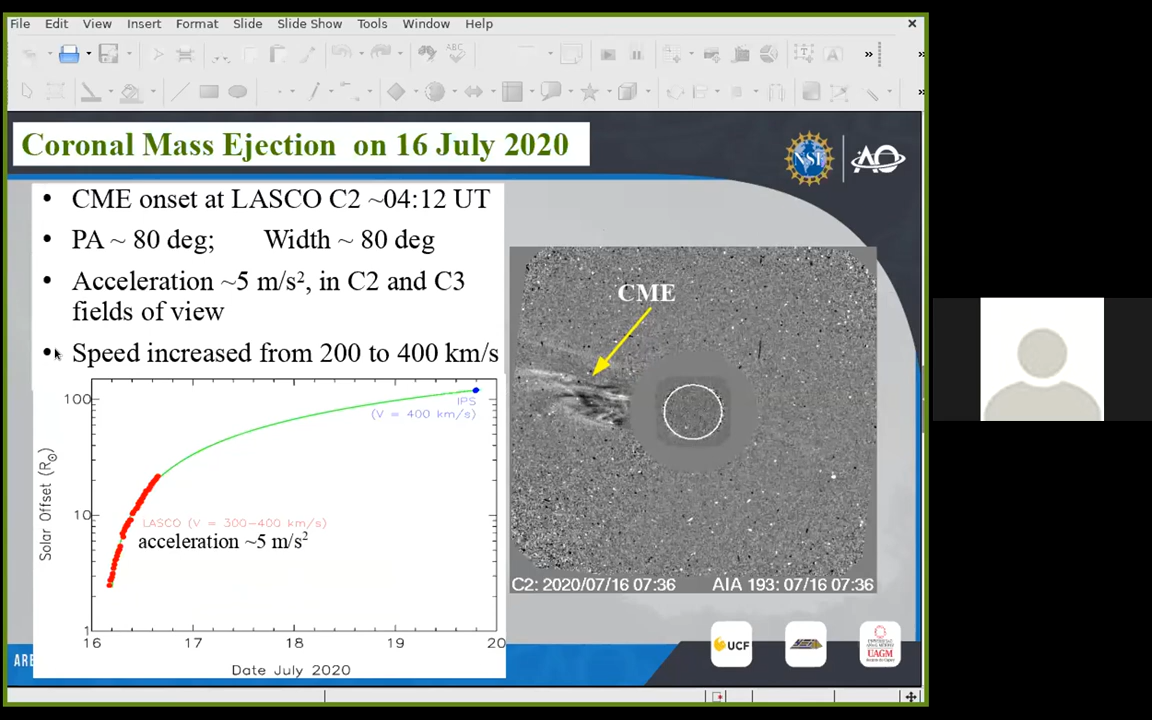 File Edit View Insert Format Slide Slide Show Tools Window Help
Coronal Mass Ejection on 16 July 2020
NSF
AO
• CME onset at LASCO C2 ~04:12 UT
• PA ~ 80 deg; Width ~ 80 deg
• Acceleration ~5 m/s², in C2 and C3
fields of view
• Speed increased from 200 to 400 km/s
CME
100
10
1
IPS
(V = 400 km/s)
LASCO (V = 300–400 km/s)
acceleration ~5 m/s²
Solar Offset (R☉)
16 17 18 19 20
Date July 2020
C2: 2020/07/16 07:36 AIA 193: 07/16 07:36
ARE
UCF
UAGM